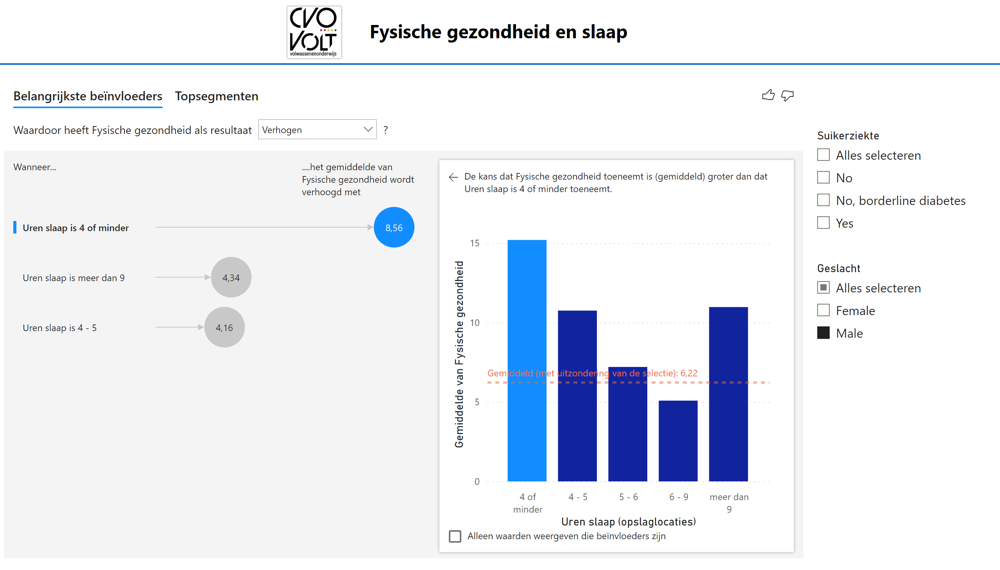 CVO
VOLT
volwassenenonderwijs
Fysische gezondheid en slaap
Belangrijkste beïnvloeders
Topsegmenten
Waardoor heeft Fysische gezondheid als resultaat
Verhogen
?
Wanneer...
....het gemiddelde van
Fysische gezondheid wordt
verhoogd met
Uren slaap is 4 of minder
8,56
Uren slaap is meer dan 9
4,34
Uren slaap is 4 - 5
4,16
De kans dat Fysische gezondheid toeneemt is (gemiddeld) groter dan dat
Uren slaap is 4 of minder toeneemt.
Gemiddelde van Fysische gezondheid
15
10
5
0
Gemiddeld (met uitzondering van de selectie): 6,22
4 of
minder
4 - 5
5 - 6
6 - 9
meer dan
9
Uren slaap (opslaglocaties)
Alleen waarden weergeven die beïnvloeders zijn
Suikerziekte
Alles selecteren
No
No, borderline diabetes
Yes
Geslacht
Alles selecteren
Female
Male